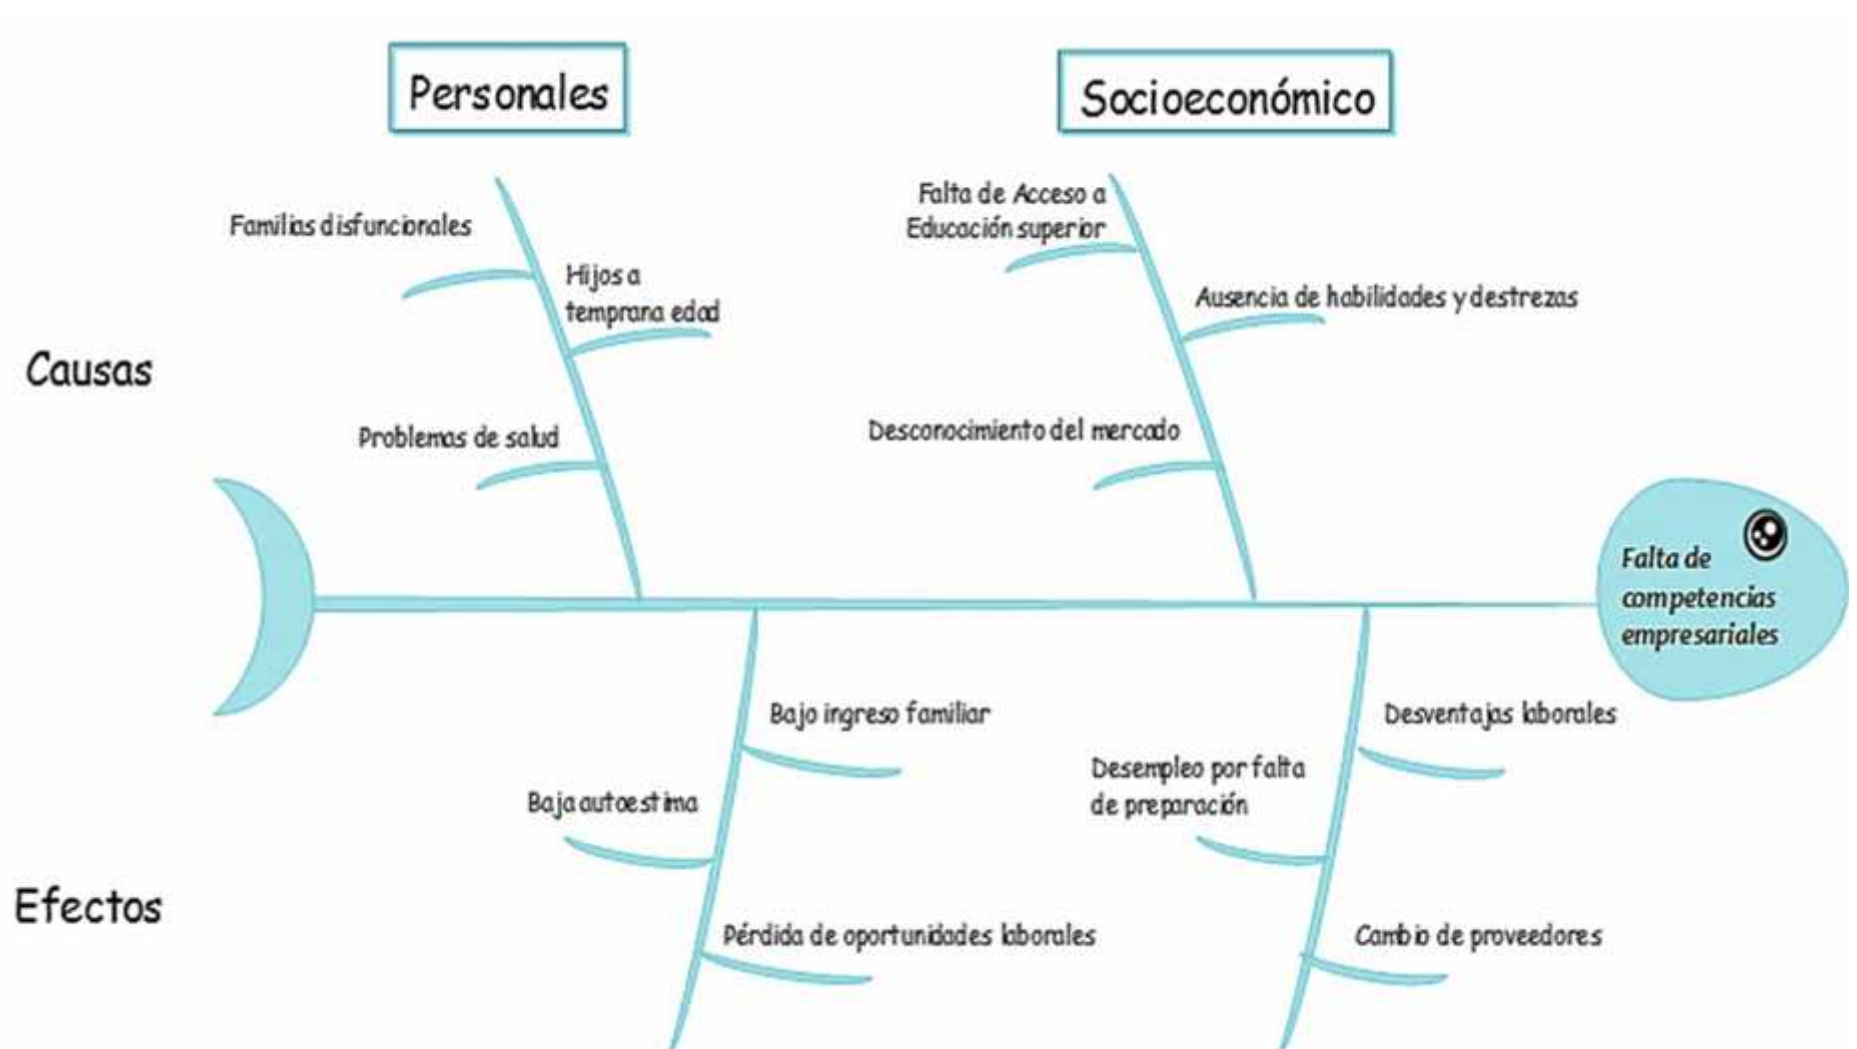 Personales
Socioeconómico
Familias disfuncionales
Hijos a
temprana edad
Problemas de salud
Falta de Acceso a
Educación superior
Ausencia de habilidades y destrezas
Desconocimiento del mercado
Causas
Falta de
competencias
empresariales
Bajo ingreso familiar
Baja autoestima
Pérdida de oportunidades laborales
Desventajas laborales
Desempleo por falta
de preparación
Cambio de proveedores
Efectos